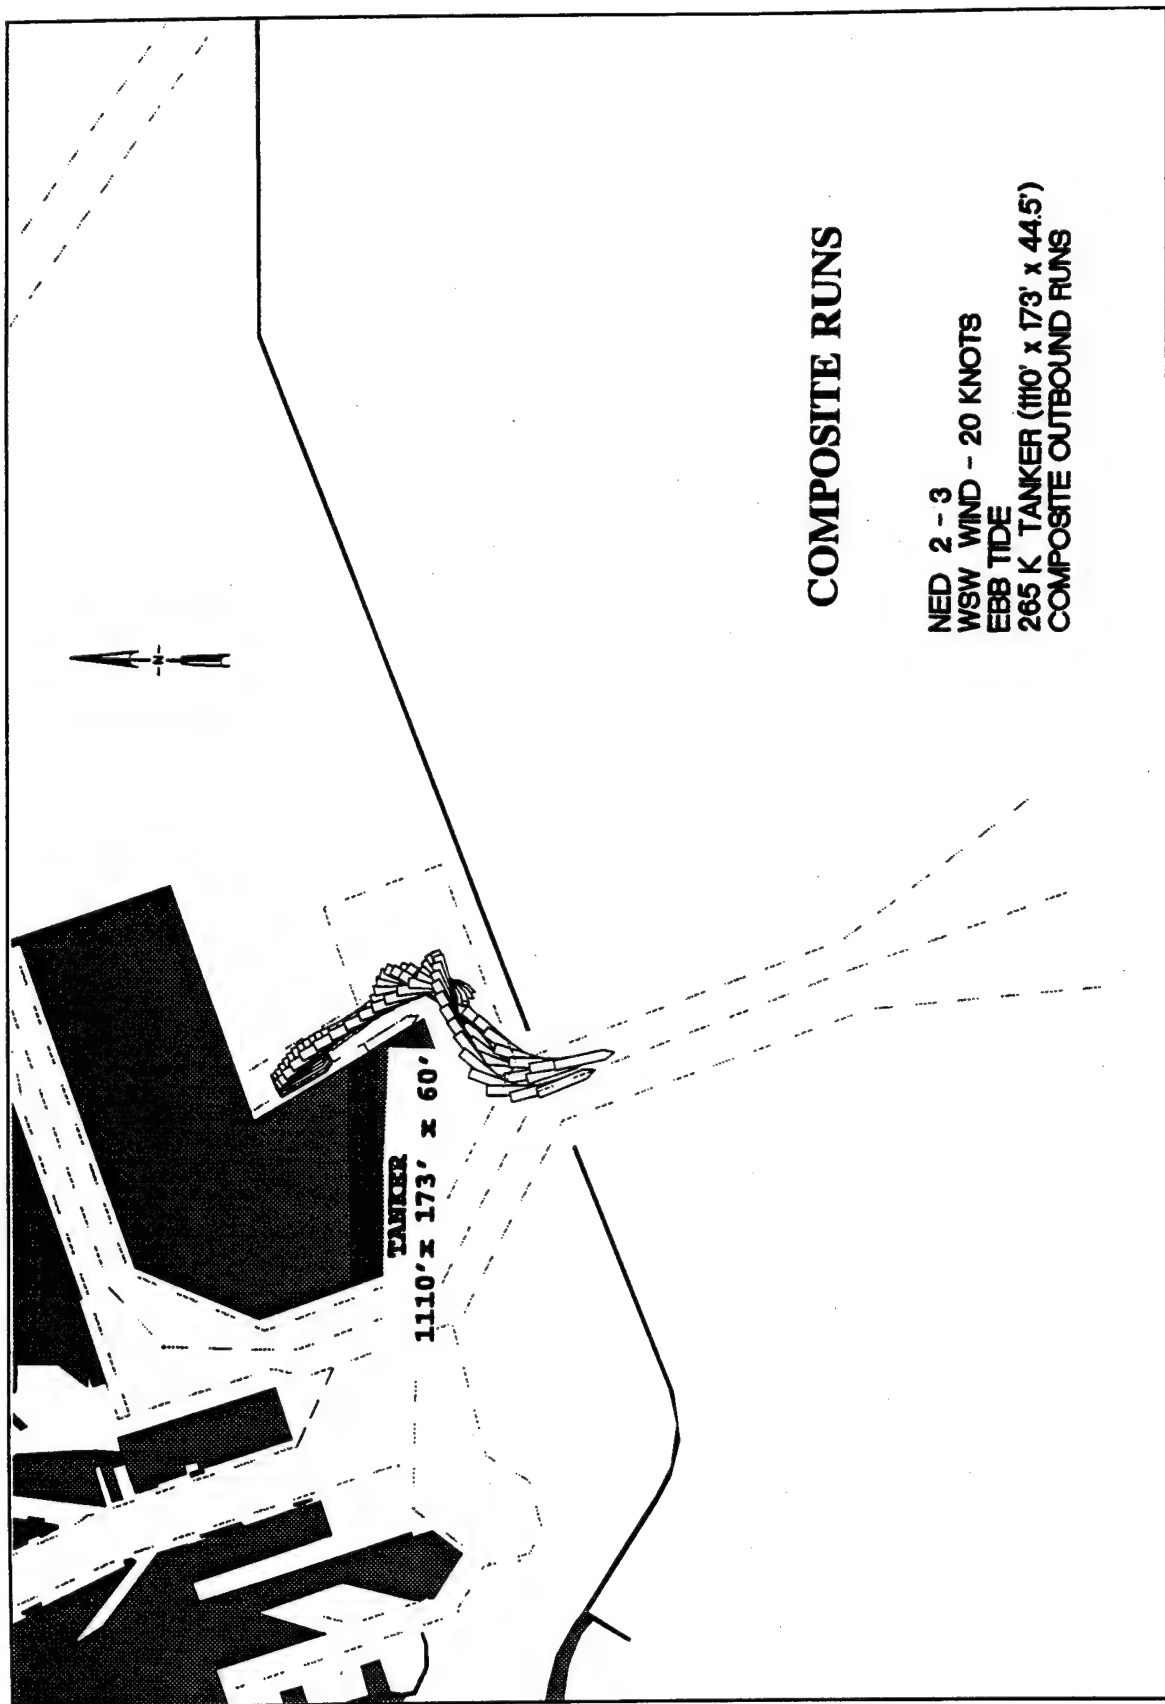 -N-
TANKER
1110' x 173' x 60'
COMPOSITE RUNS
NED 2 - 3
WSW WIND - 20 KNOTS
EBB TIDE
265 K TANKER (1110' x 173' x 44.5')
COMPOSITE OUTBOUND RUNS